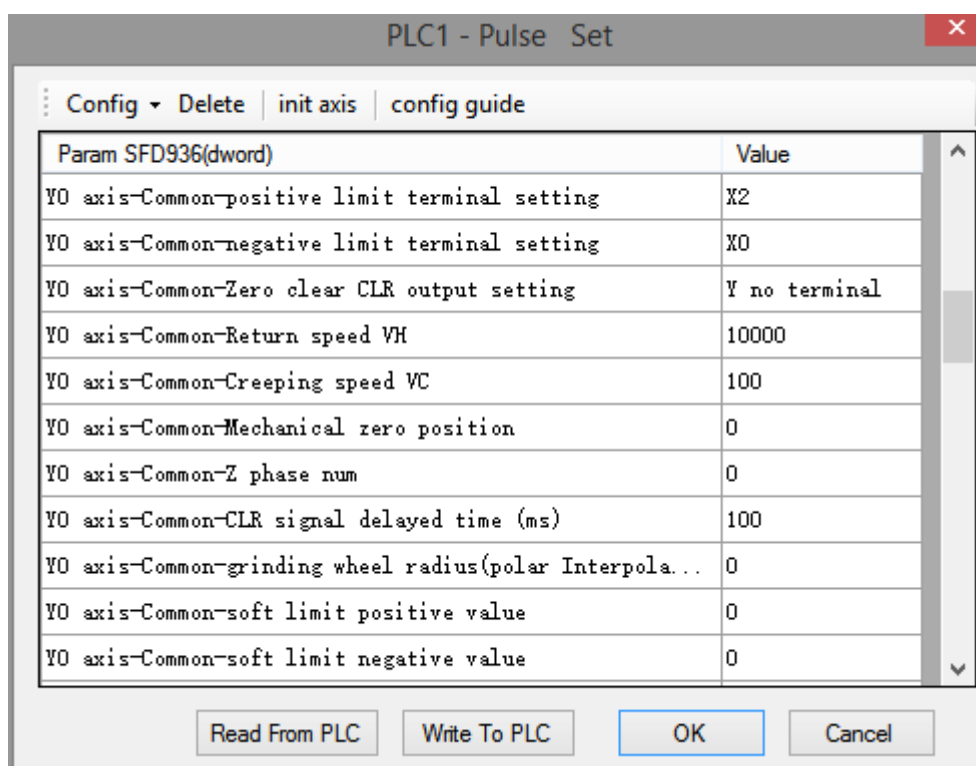 PLC1 - Pulse Set
Config Delete init axis config guide
Param SFD936(dword) Value
Y0 axis-Common-positive limit terminal setting X2
Y0 axis-Common-negative limit terminal setting X0
Y0 axis-Common-Zero clear CLR output setting Y no terminal
Y0 axis-Common-Return speed VH 10000
Y0 axis-Common-Creeping speed VC 100
Y0 axis-Common-Mechanical zero position 0
Y0 axis-Common-Z phase num 0
Y0 axis-Common-CLR signal delayed time (ms) 100
Y0 axis-Common-grinding wheel radius(polar Interpola... 0
Y0 axis-Common-soft limit positive value 0
Y0 axis-Common-soft limit negative value 0
Read From PLC Write To PLC OK Cancel